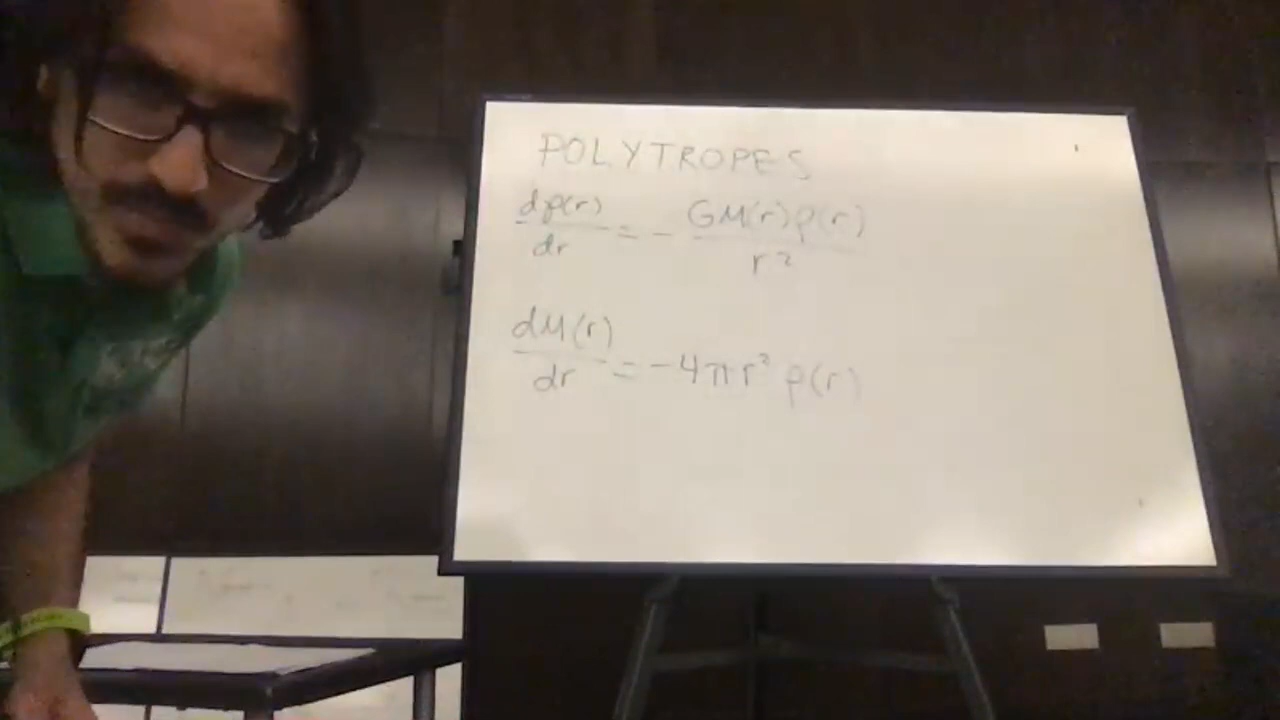 POLYTROPES
dp(r)/dr = - GM(r)ρ(r)/r²
dM(r)/dr = -4πr² ρ(r)